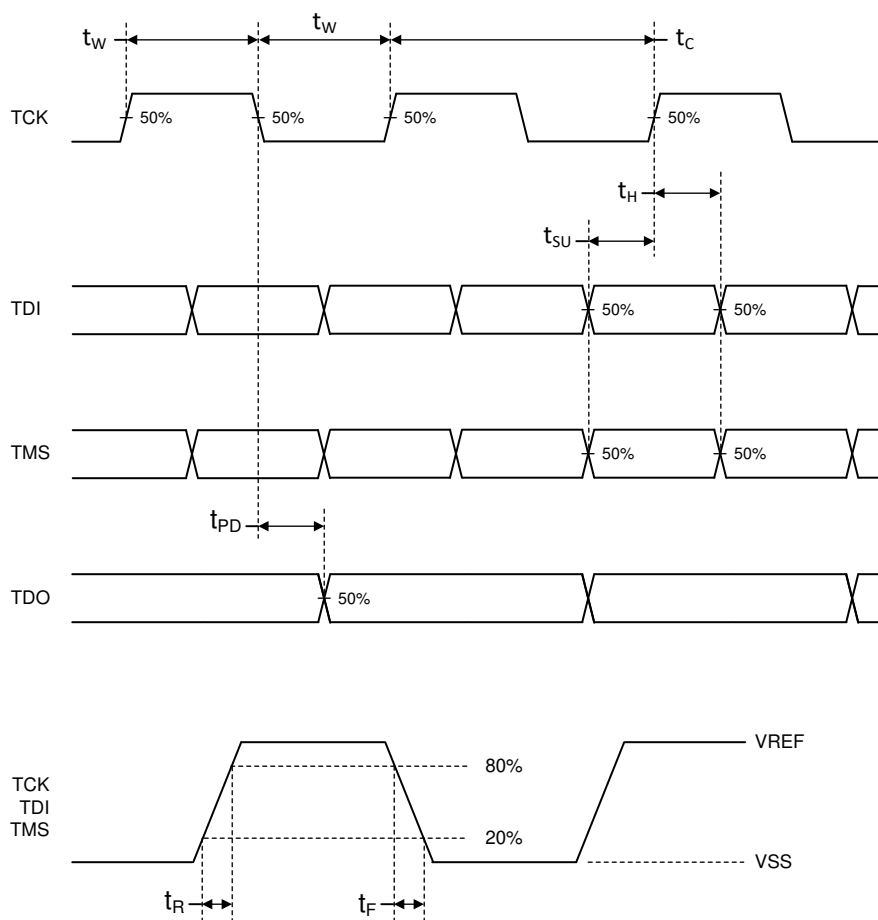 tW tW tC
TCK 50% 50% 50% 50%
tH
tSU
TDI 50% 50%
TMS 50% 50%
tPD
TDO 50%
VREF
80%
TCK
TDI
TMS
20%
VSS
tR tF